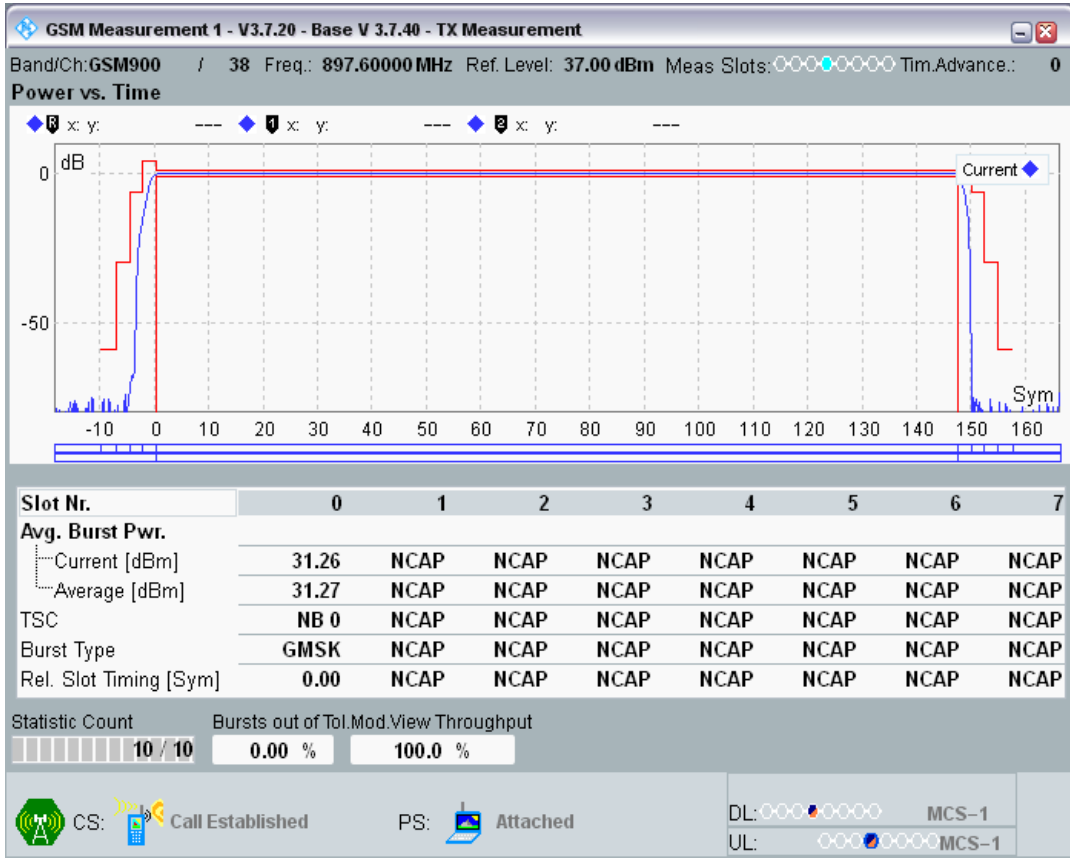 GSM Measurement 1 - V3.7.20 - Base V 3.7.40 - TX Measurement
Band/Ch:GSM900 / 38 Freq.: 897.60000 MHz Ref. Level: 37.00 dBm Meas Slots: Tim.Advance.: 0
Power vs. Time
R x: y: --- 1 x: y: --- 2 x: y: ---
dB
0
Current
-50
Sym
-10 0 10 20 30 40 50 60 70 80 90 100 110 120 130 140 150 160
Slot Nr. 0 1 2 3 4 5 6 7
Avg. Burst Pwr.
Current [dBm] 31.26 NCAP NCAP NCAP NCAP NCAP NCAP NCAP
Average [dBm] 31.27 NCAP NCAP NCAP NCAP NCAP NCAP NCAP
TSC NB 0 NCAP NCAP NCAP NCAP NCAP NCAP NCAP
Burst Type GMSK NCAP NCAP NCAP NCAP NCAP NCAP NCAP
Rel. Slot Timing [Sym] 0.00 NCAP NCAP NCAP NCAP NCAP NCAP NCAP
Statistic Count Bursts out of Tol.Mod.View Throughput
10 / 10 0.00 % 100.0 %
CS: Call Established PS: Attached
DL: MCS-1
UL: MCS-1